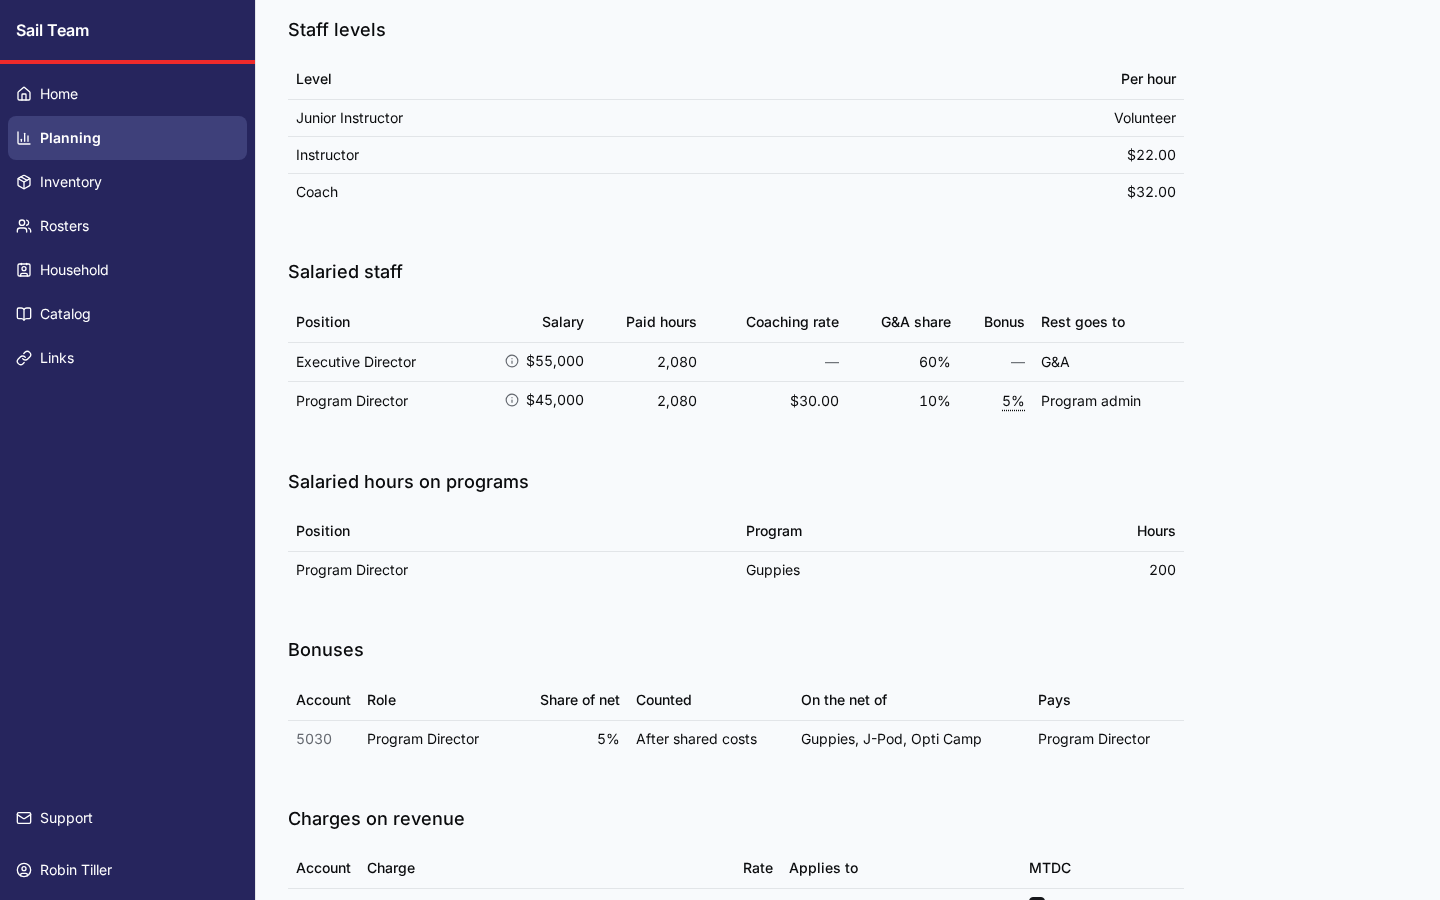 Sail Team
Home
Planning
Inventory
Rosters
Household
Catalog
Links
Support
Robin Tiller
Staff levels
Level Per hour
Junior Instructor Volunteer
Instructor $22.00
Coach $32.00
Salaried staff
Position Salary Paid hours Coaching rate G&A share Bonus Rest goes to
Executive Director $55,000 2,080 — 60% — G&A
Program Director $45,000 2,080 $30.00 10% 5% Program admin
Salaried hours on programs
Position Program Hours
Program Director Guppies 200
Bonuses
Account Role Share of net Counted On the net of Pays
5030 Program Director 5% After shared costs Guppies, J-Pod, Opti Camp Program Director
Charges on revenue
Account Charge Rate Applies to MTDC